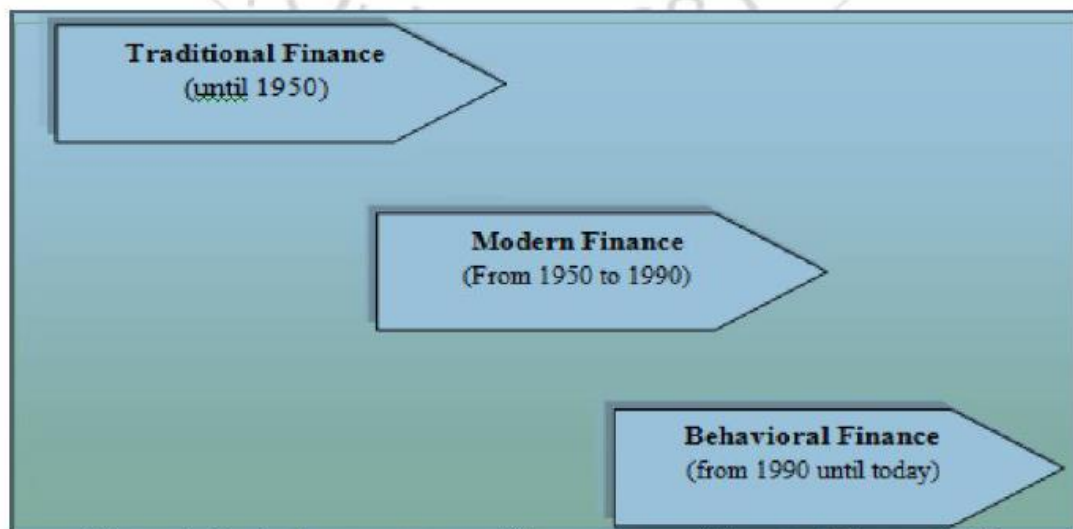 Traditional Finance
(until 1950)
Modern Finance
(From 1950 to 1990)
Behavioral Finance
(from 1990 until today)